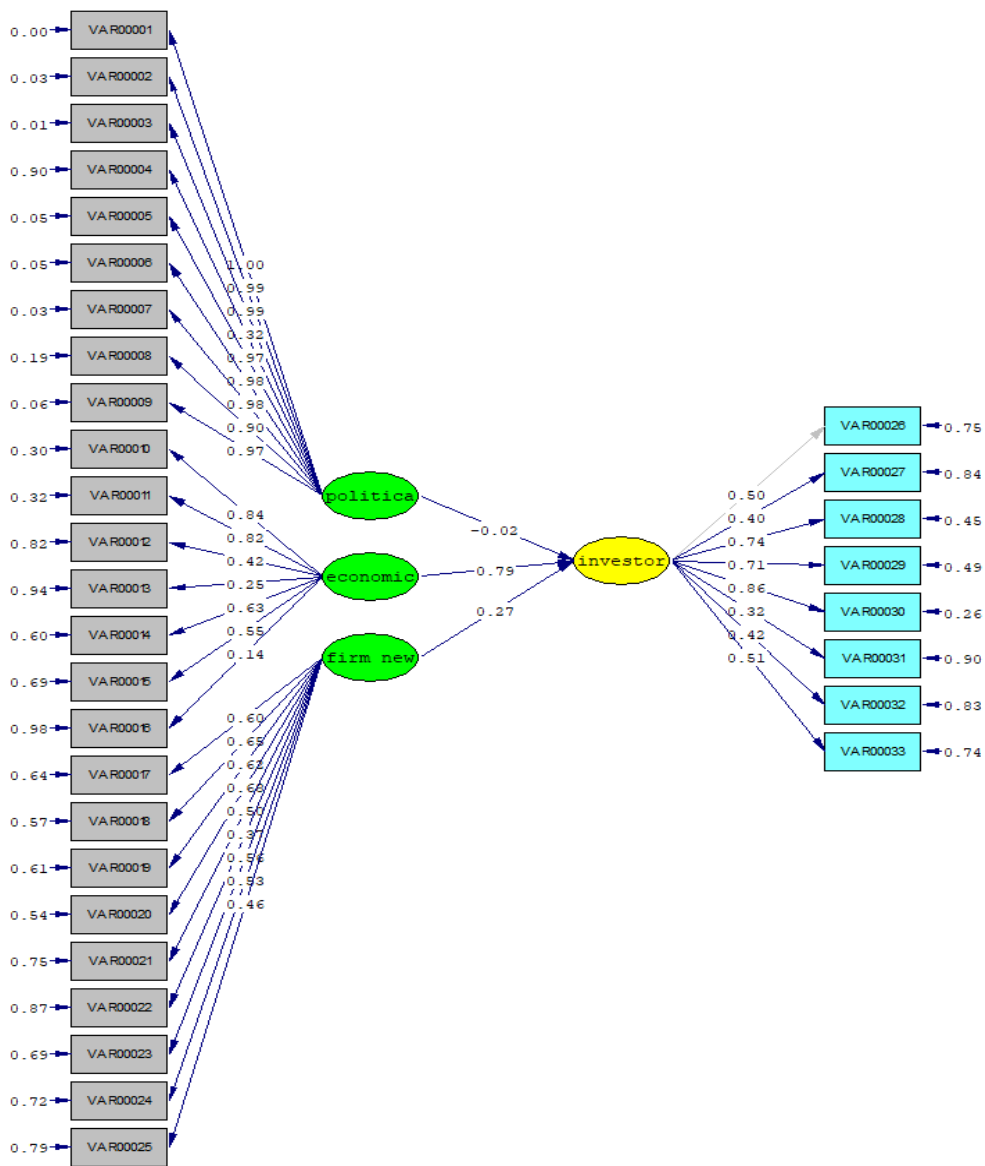 0.00 VAR00001
0.03 VAR00002
0.01 VAR00003
0.90 VAR00004
0.05 VAR00005
0.05 VAR00006
0.03 VAR00007
0.19 VAR00008
0.06 VAR00009
0.30 VAR00010
0.32 VAR00011
0.82 VAR00012
0.94 VAR00013
0.60 VAR00014
0.69 VAR00015
0.98 VAR00016
0.64 VAR00017
0.57 VAR00018
0.61 VAR00019
0.54 VAR00020
0.75 VAR00021
0.87 VAR00022
0.69 VAR00023
0.72 VAR00024
0.79 VAR00025
1.00
0.99
0.99
0.32
0.97
0.98
0.98
0.90
0.97
0.84
0.82
0.42
0.25
0.63
0.55
0.14
0.60
0.65
0.62
0.68
0.50
0.37
0.56
0.53
0.46
politica
economic
firm new
-0.02
0.79
0.27
investor
0.50
0.40
0.74
0.71
0.86
0.32
0.42
0.51
VAR00026 0.75
VAR00027 0.84
VAR00028 0.45
VAR00029 0.49
VAR00030 0.26
VAR00031 0.90
VAR00032 0.83
VAR00033 0.74